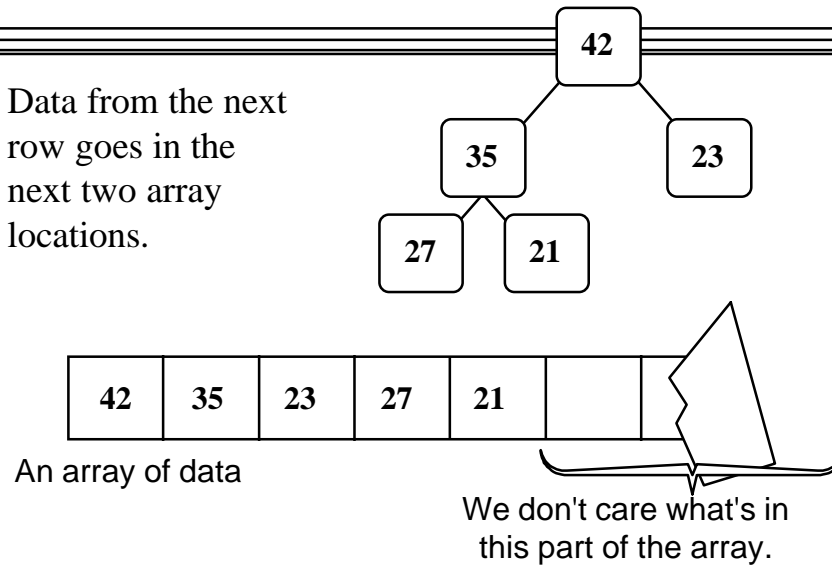 42
Data from the next
row goes in the
next two array
locations.
35 23
27 21
42 35 23 27 21
An array of data
We don't care what's in
this part of the array.